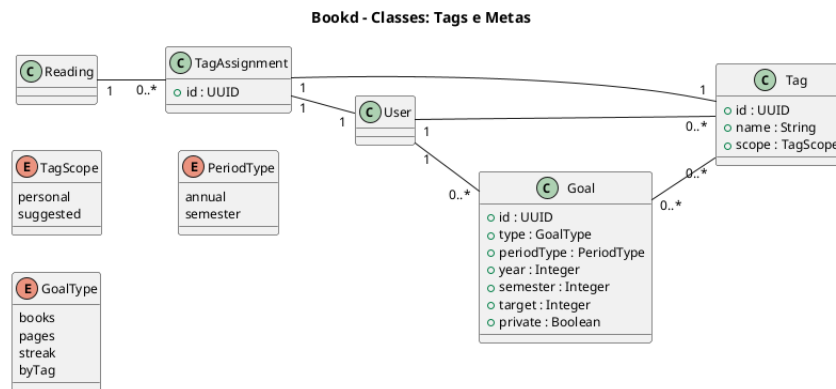 Bookd - Classes: Tags e Metas
C Reading
1
0..*
C TagAssignment
+ id : UUID
1
1
1
C User
1
1
1
0..*
C Tag
+ id : UUID
+ name : String
+ scope : TagScope
E TagScope
personal
suggested
E PeriodType
annual
semester
0..*
0..*
0..*
C Goal
+ id : UUID
+ type : GoalType
+ periodType : PeriodType
+ year : Integer
+ semester : Integer
+ target : Integer
+ private : Boolean
E GoalType
books
pages
streak
byTag